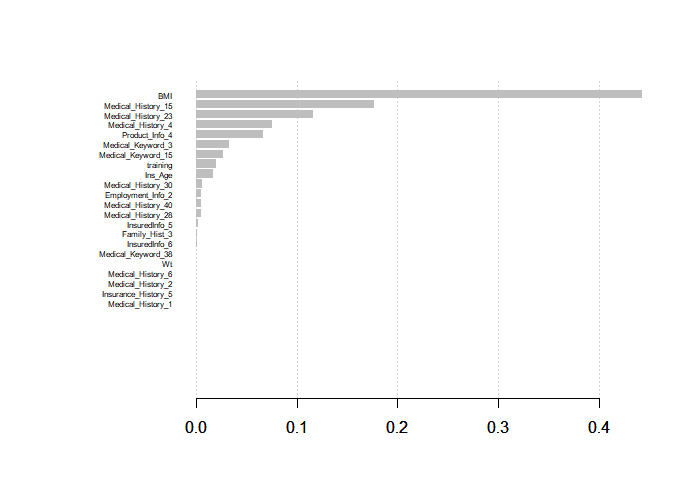 BMI
Medical_History_15
Medical_History_23
Medical_History_4
Product_Info_4
Medical_Keyword_3
Medical_Keyword_15
training
Ins_Age
Medical_History_30
Employment_Info_2
Medical_History_40
Medical_History_28
InsuredInfo_5
Family_Hist_3
InsuredInfo_6
Medical_Keyword_38
Wt
Medical_History_6
Medical_History_2
Insurance_History_5
Medical_History_1
0.0 0.1 0.2 0.3 0.4